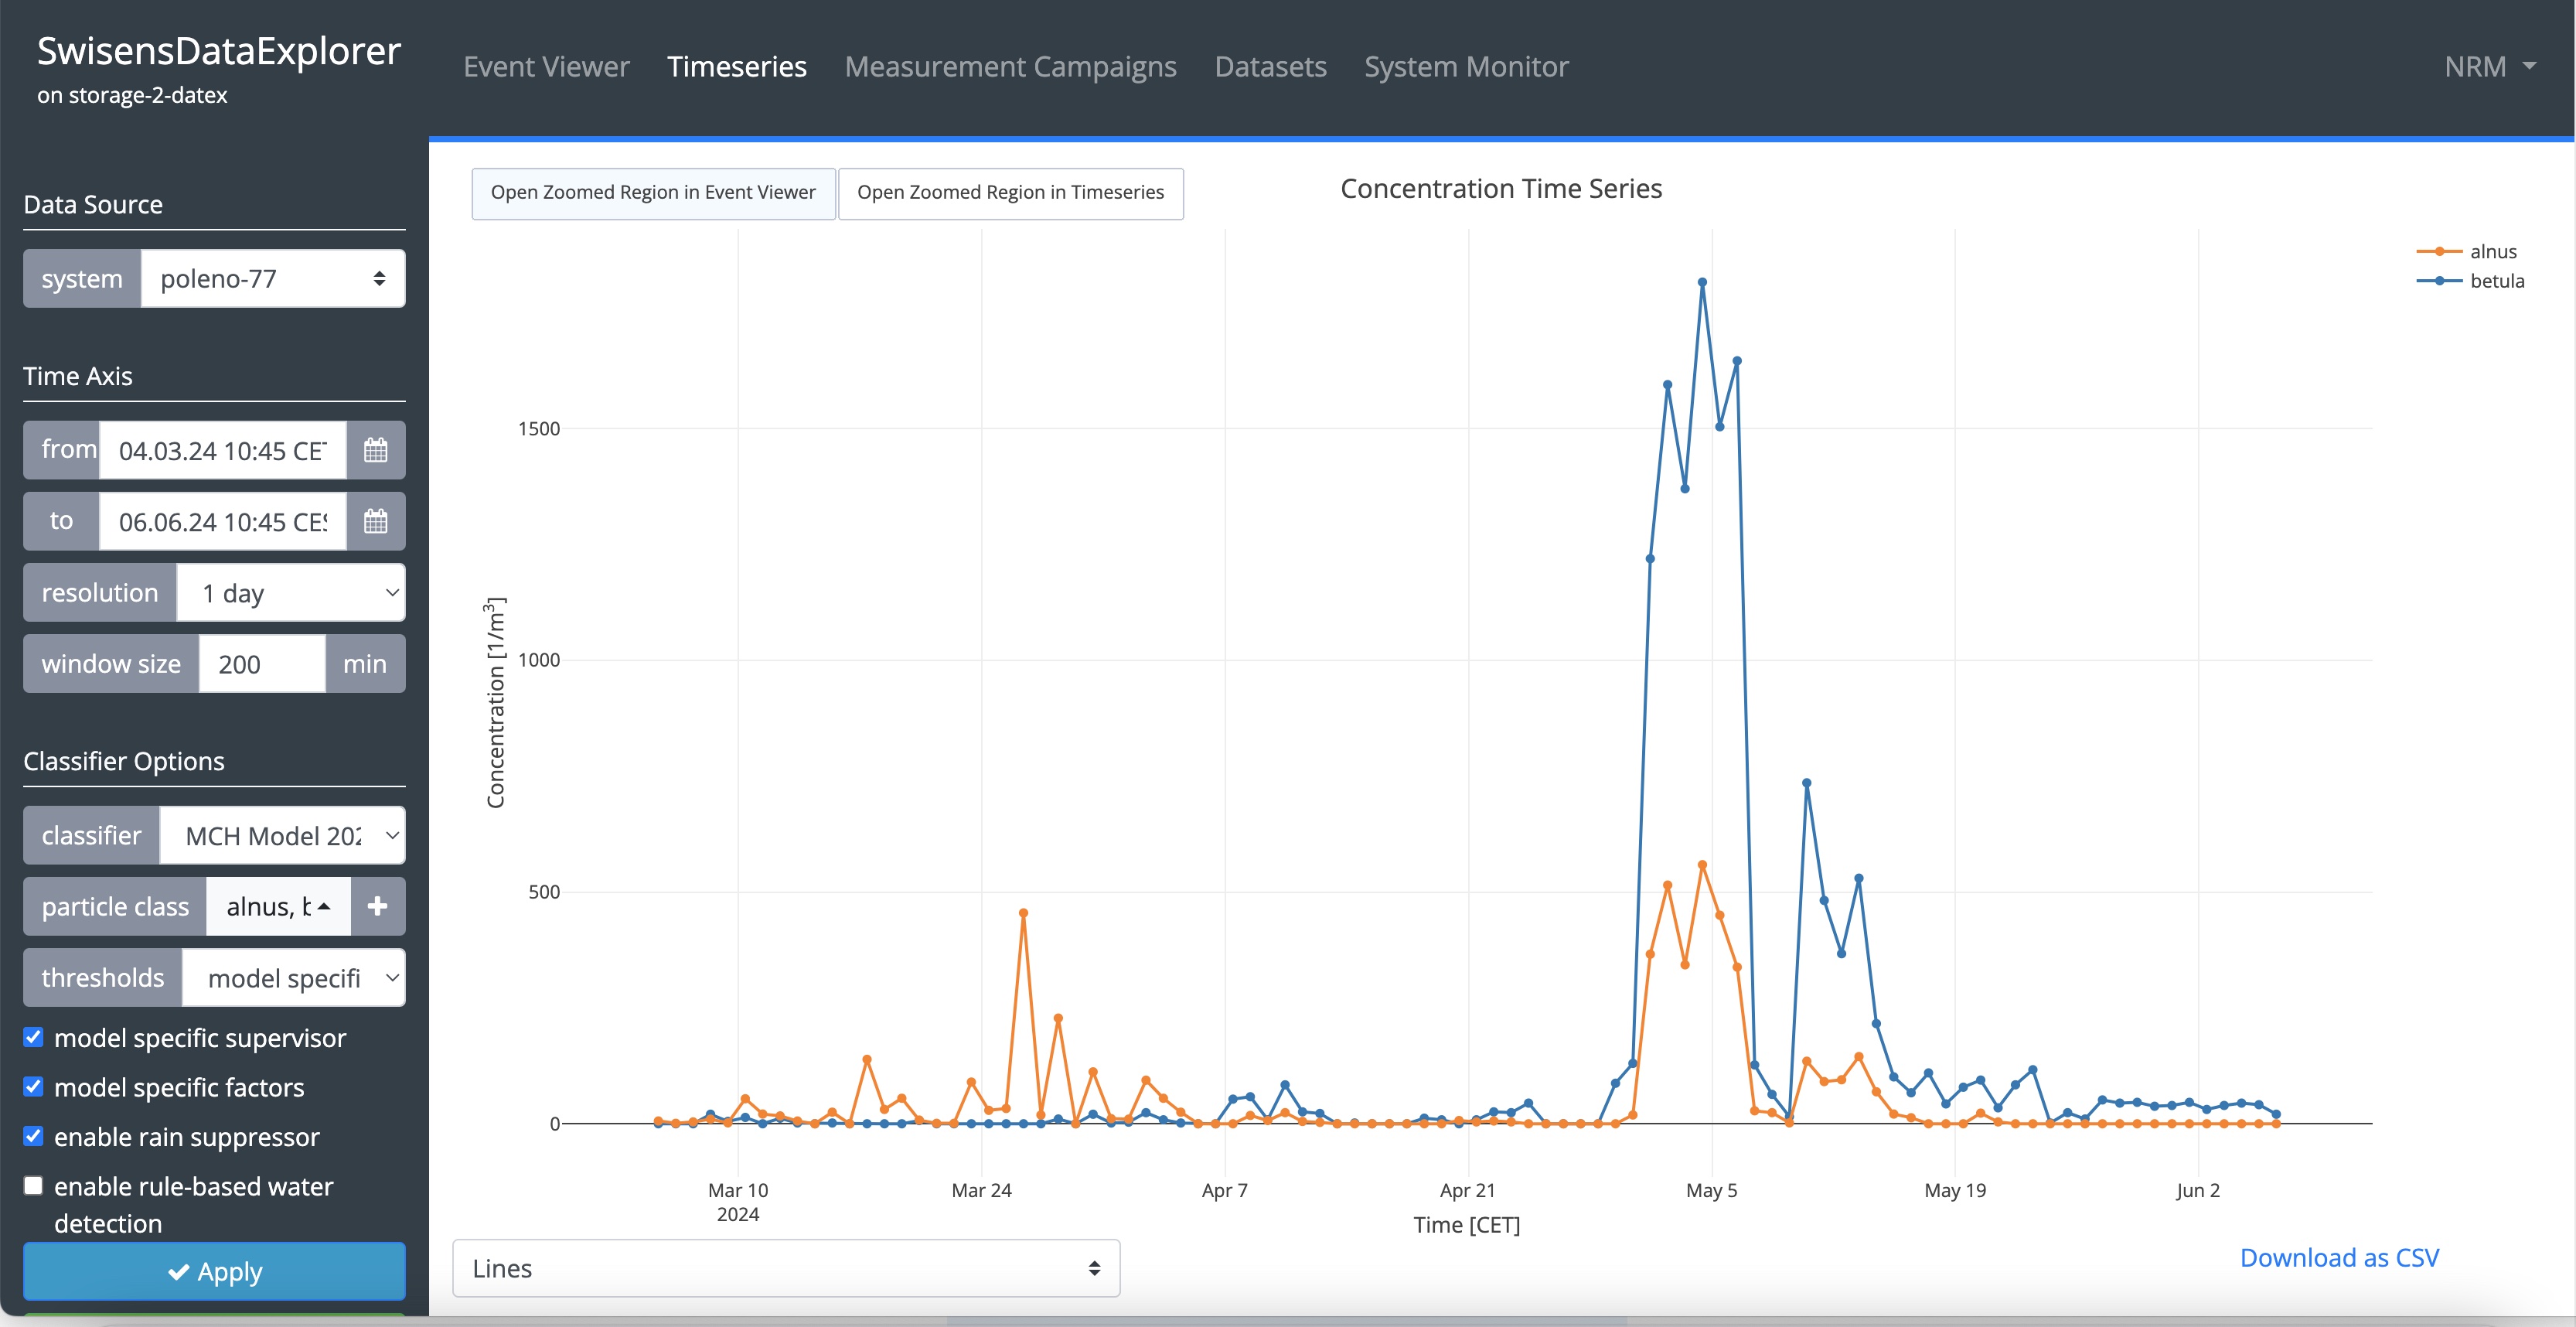 SwisensDataExplorer
on storage-2-datex
Event Viewer Timeseries Measurement Campaigns Datasets System Monitor NRM
Data Source
system poleno-77
Time Axis
from 04.03.24 10:45 CET
to 06.06.24 10:45 CES
resolution 1 day
window size 200 min
Classifier Options
classifier MCH Model 202
particle class alnus, b
thresholds model specifi
model specific supervisor
model specific factors
enable rain suppressor
enable rule-based water
detection
Apply
Open Zoomed Region in Event Viewer Open Zoomed Region in Timeseries
Concentration Time Series
alnus
betula
Concentration [1/m³]
1500
1000
500
0
Mar 10 Mar 24 Apr 7 Apr 21 May 5 May 19 Jun 2
2024
Time [CET]
Lines
Download as CSV